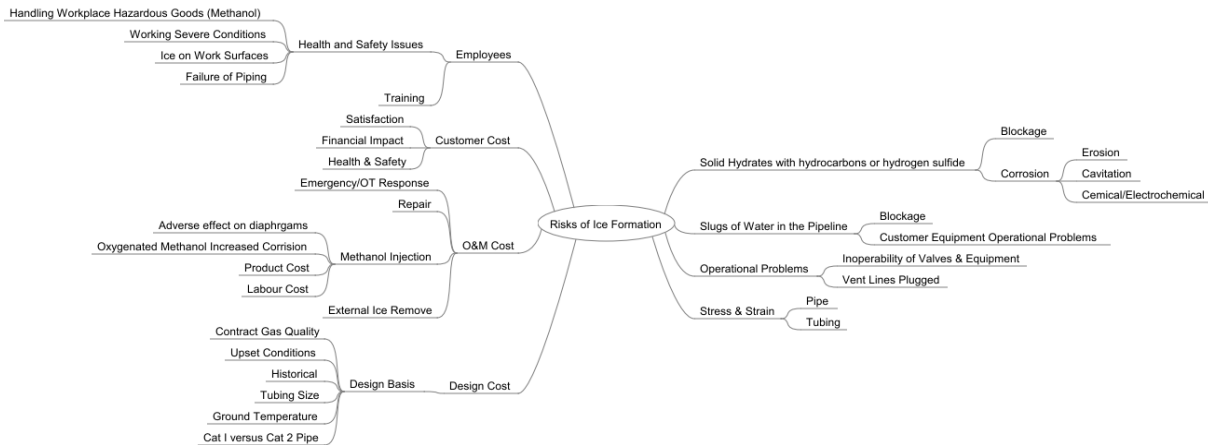 Handling Workplace Hazardous Goods (Methanol)
Working Severe Conditions
Ice on Work Surfaces
Failure of Piping
Health and Safety Issues
Training
Employees
Satisfaction
Financial Impact
Health & Safety
Customer Cost
Emergency/OT Response
Repair
Adverse effect on diaphrgams
Oxygenated Methanol Increased Corrision
Product Cost
Labour Cost
Methanol Injection
External Ice Remove
O&M Cost
Contract Gas Quality
Upset Conditions
Historical
Tubing Size
Ground Temperature
Cat I versus Cat 2 Pipe
Design Basis
Design Cost
Risks of Ice Formation
Solid Hydrates with hydrocarbons or hydrogen sulfide
Blockage
Corrosion
Erosion
Cavitation
Cemical/Electrochemical
Slugs of Water in the Pipeline
Blockage
Customer Equipment Operational Problems
Operational Problems
Inoperability of Valves & Equipment
Vent Lines Plugged
Stress & Strain
Pipe
Tubing